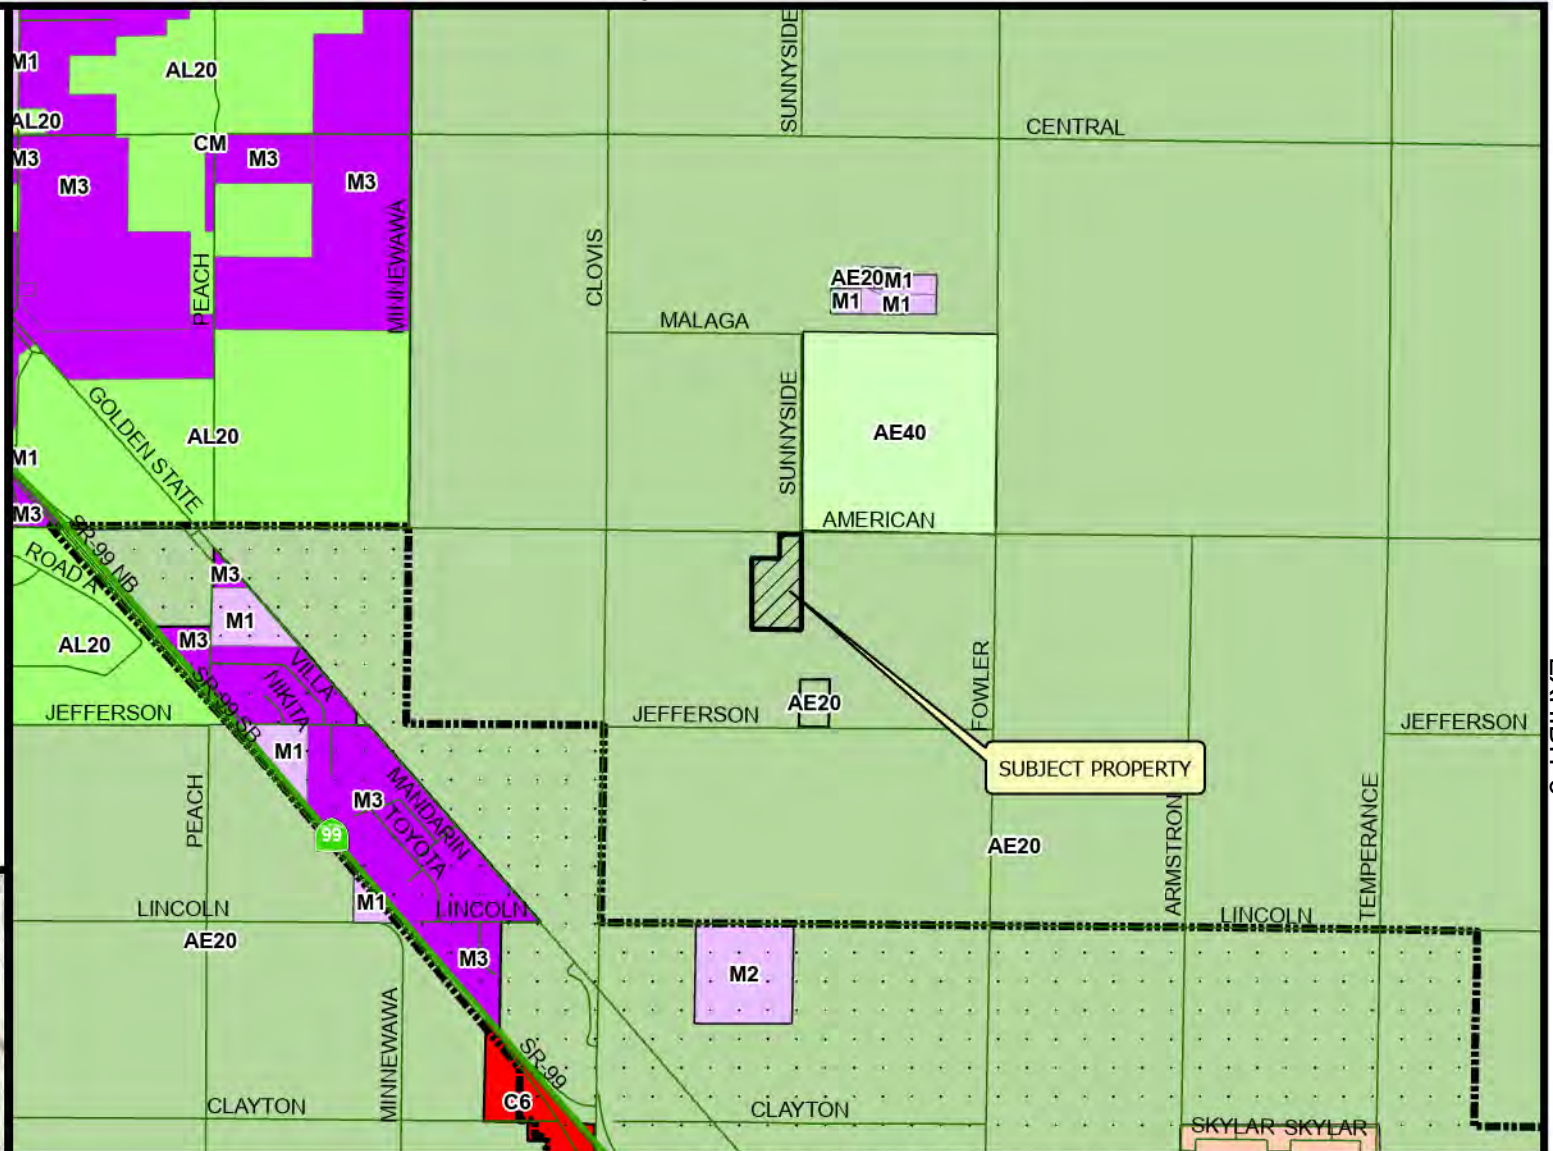 SUNNYSIDE
M1
AL20
AL20
CENTRAL
CM
M3
M3
M3
M3
MINNEWAWA
CLOVIS
PEACH
AE20
M1
M1
M1
MALAGA
SUNNYSIDE
GOLDEN STATE
AE40
AL20
M1
M3
AMERICAN
SR-99 NB
ROAD A
M3
M1
M3
AL20
VILLA
NIKITA
SR-99 SB
FOWLER
AE20
JEFFERSON
JEFFERSON
JEFFERSON
M1
SUBJECT PROPERTY
MANDARIN
M3
TOYOTA
PEACH
99
AE20
ARMSTRON
TEMPERANCE
M1
LINCOLN
LINCOLN
LINCOLN
AE20
M3
M2
MINNEWAWA
SR-99
C6
CLAYTON
CLAYTON
SKYLAR
SKYLAR